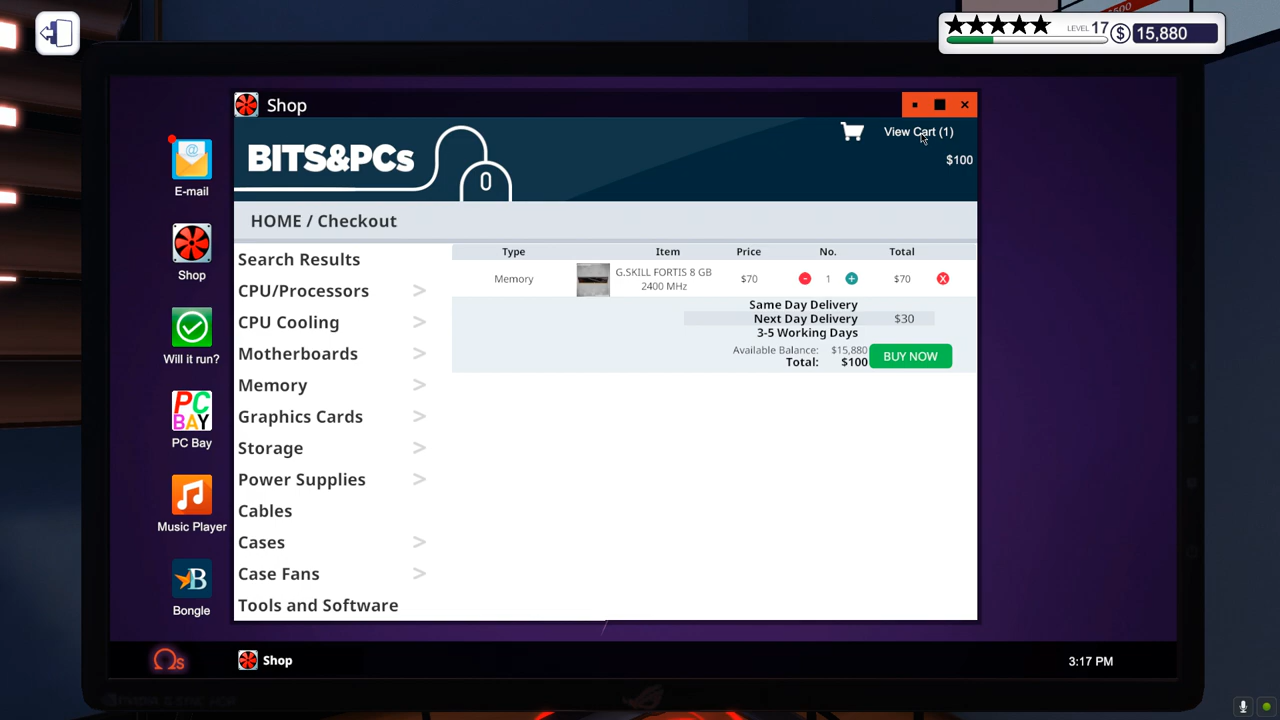 LEVEL 17
$ 15,880
Shop
BITS&PCs
View Cart (1)
$100
HOME / Checkout
E-mail
Shop
Will it run?
PC BAY
PC Bay
Music Player
B
Bongle
Search Results
CPU/Processors >
CPU Cooling >
Motherboards >
Memory >
Graphics Cards >
Storage >
Power Supplies >
Cables
Cases >
Case Fans >
Tools and Software
Type Item Price No. Total
Memory G.SKILL FORTIS 8 GB 2400 MHz $70 - 1 + $70 X
Same Day Delivery
Next Day Delivery $30
3-5 Working Days
Available Balance: $15,880
Total: $100
BUY NOW
Ωs
Shop
3:17 PM